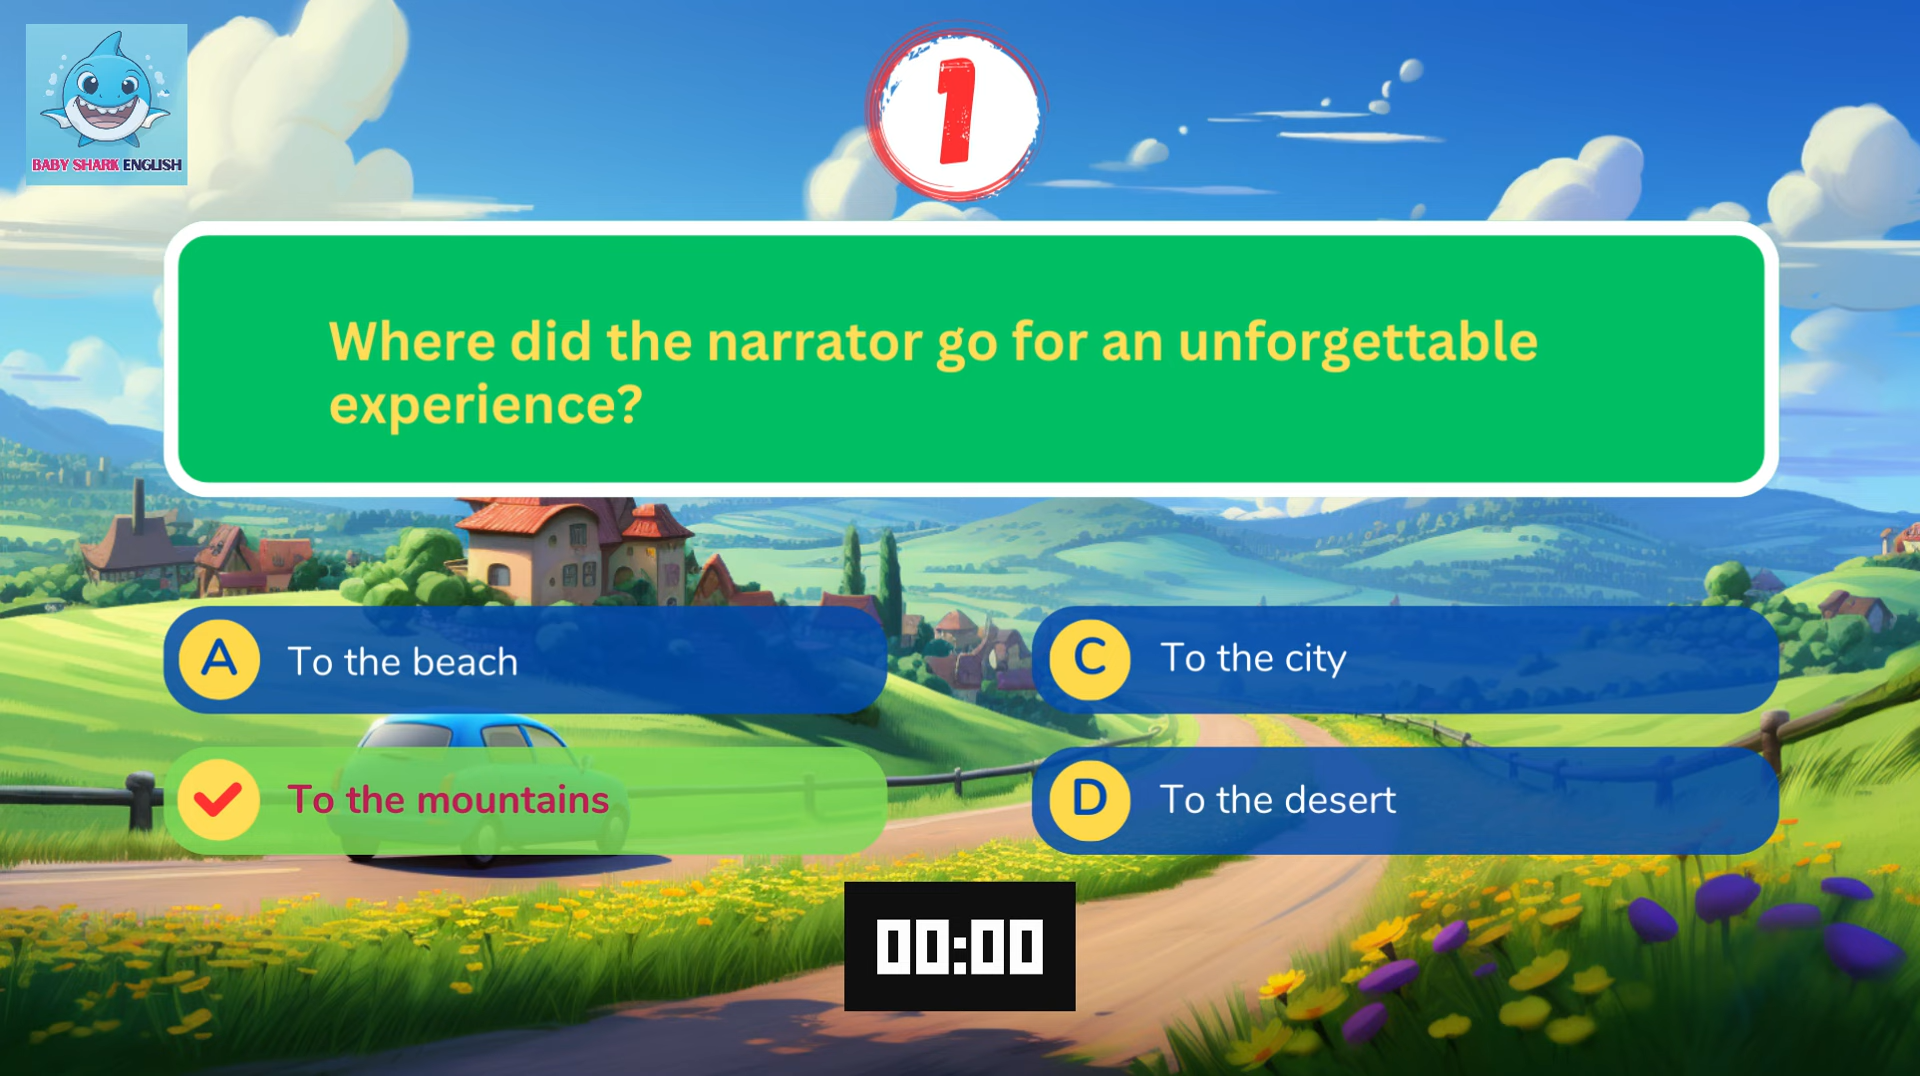 BABY SHARK ENGLISH
1
Where did the narrator go for an unforgettable
experience?
A To the beach
To the mountains
C To the city
D To the desert
00:00